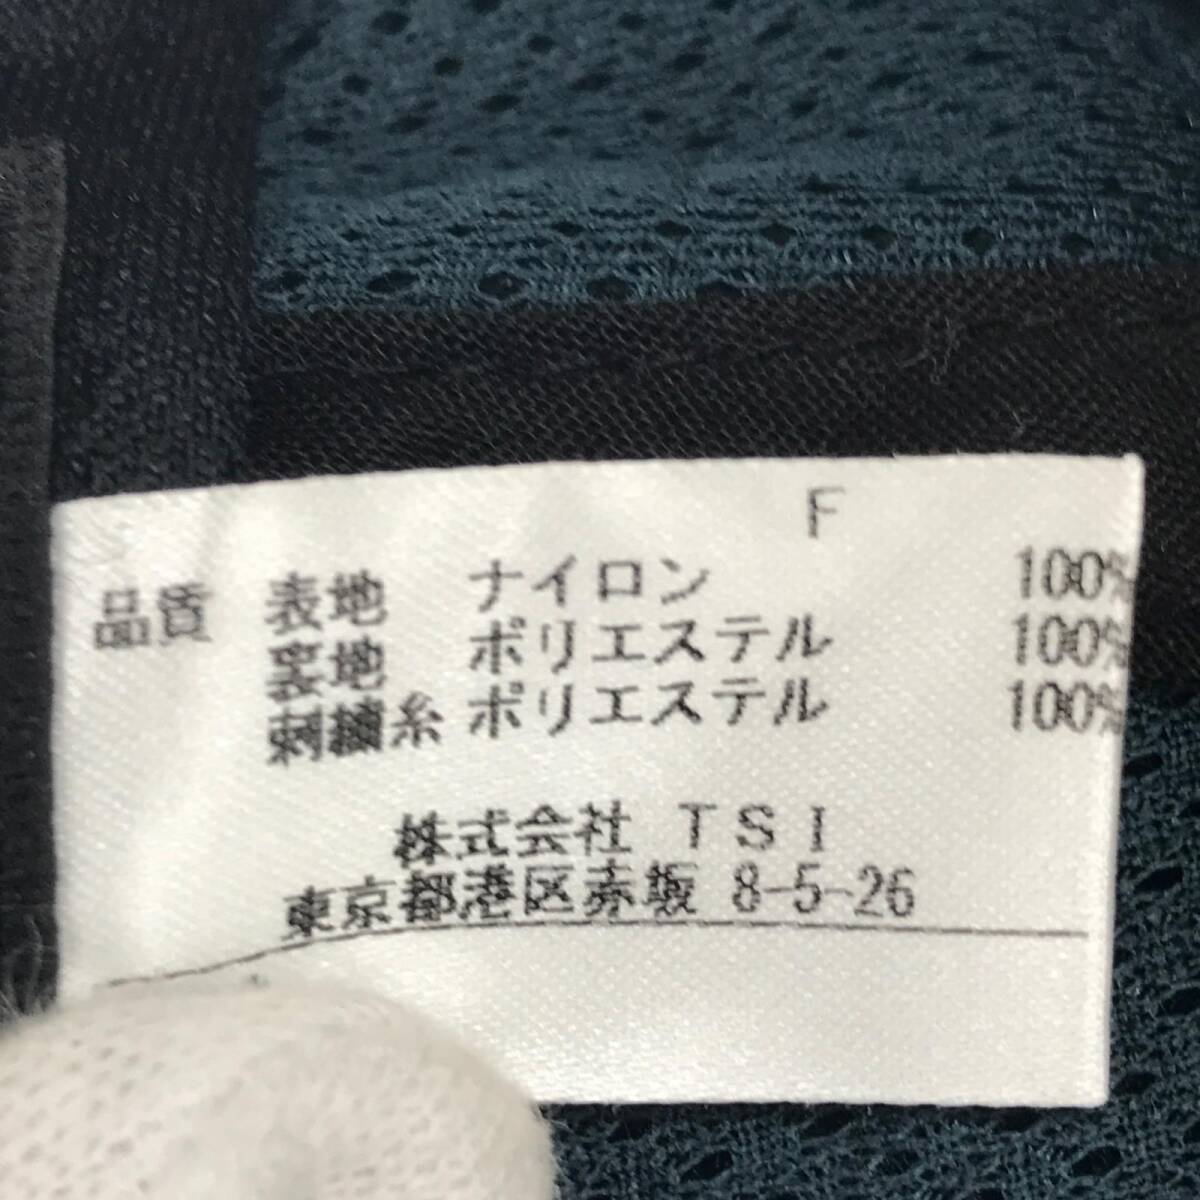 F
品質 表地 ナイロン 100%
裏地 ポリエステル 100%
刺繍糸 ポリエステル 100%
株式会社 TSI
東京都港区赤坂 8-5-26